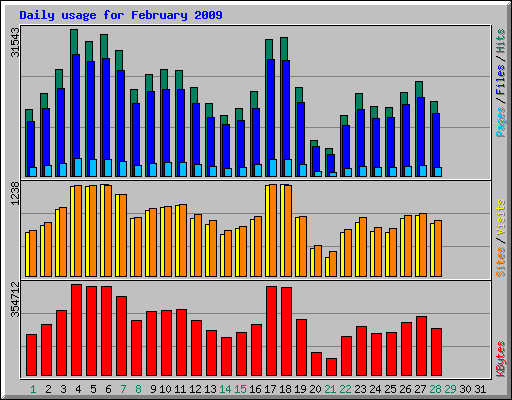 Daily usage for February 2009
31543
Pages / Files / Hits
1238
Sites / Visits
354712
KBytes
1 2 3 4 5 6 7 8 9 10 11 12 13 14 15 16 17 18 19 20 21 22 23 24 25 26 27 28 29 30 31